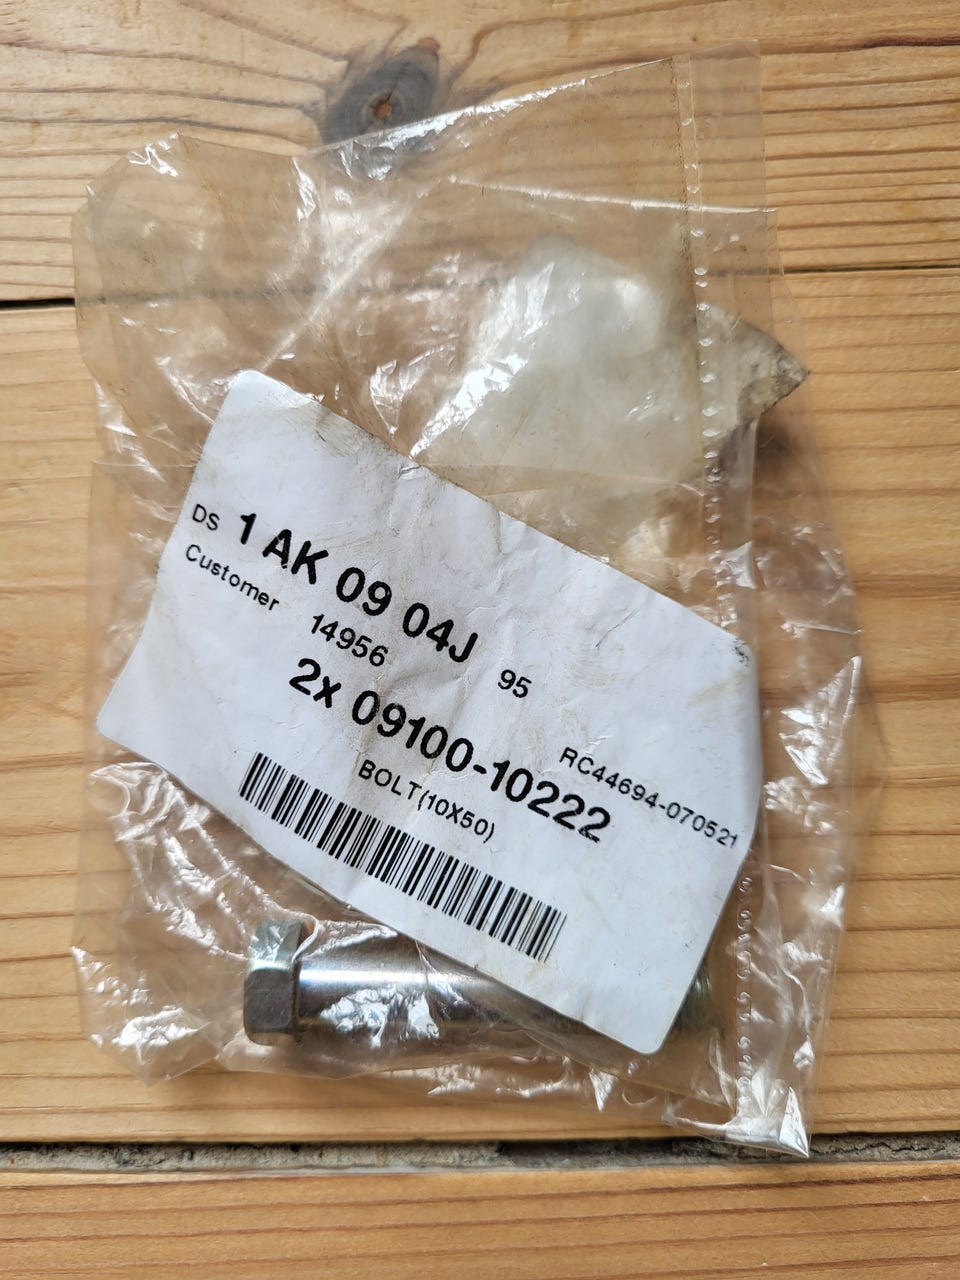 DS 1 AK 09 04J 95
Customer 14956
RC44694-070521
2x 09100-10222
BOLT(10X50)